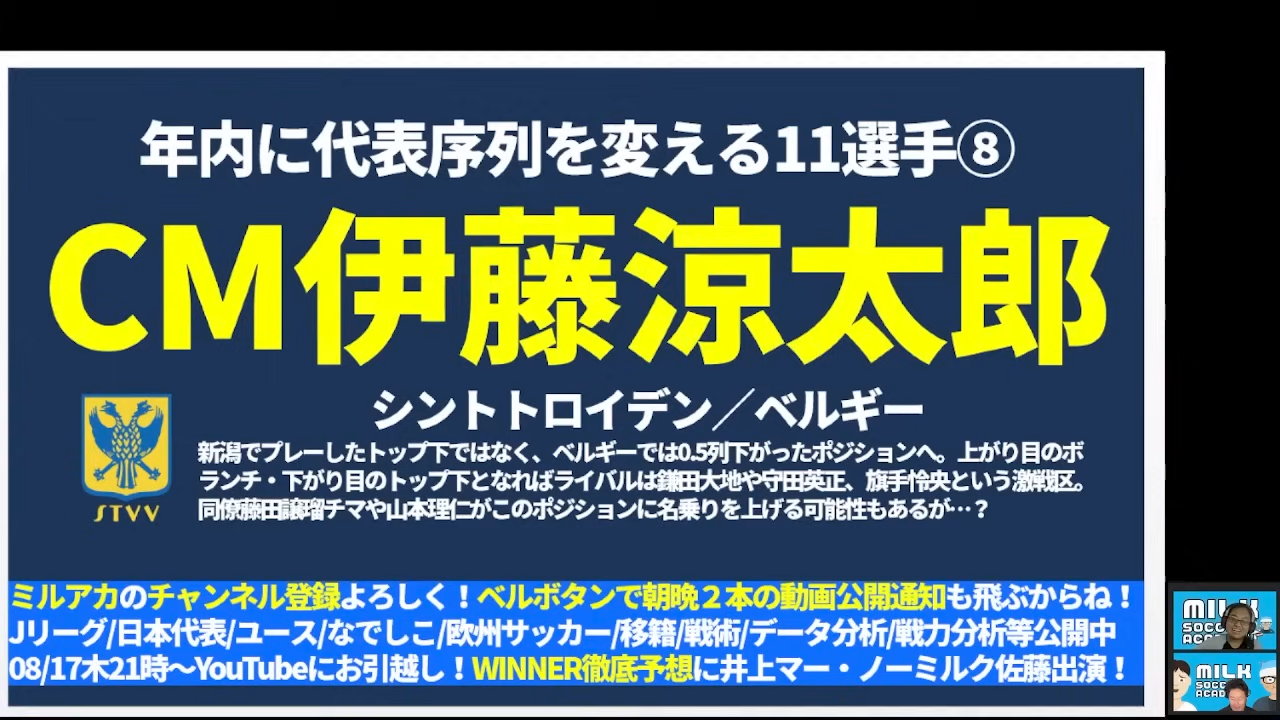 年内に代表序列を変える11選手⑧
CM伊藤涼太郎
シントトロイデン／ベルギー
新潟でプレーしたトップ下ではなく、ベルギーでは0.5列下がったポジションへ。上がり目のボ
ランチ・下がり目のトップ下となればライバルは鎌田大地や守田英正、旗手怜央という激戦区。
同僚藤田譲瑠チマや山本理仁がこのポジションに名乗りを上げる可能性もあるが…？
STVV
ミルアカのチャンネル登録よろしく！ベルボタンで朝晩２本の動画公開通知も飛ぶからね！
Jリーグ/日本代表/ユース/なでしこ/欧州サッカー/移籍/戦術/データ分析/戦力分析等公開中
08/17木21時〜YouTubeにお引越し！WINNER徹底予想に井上マー・ノーミルク佐藤出演！
MILK
MILK